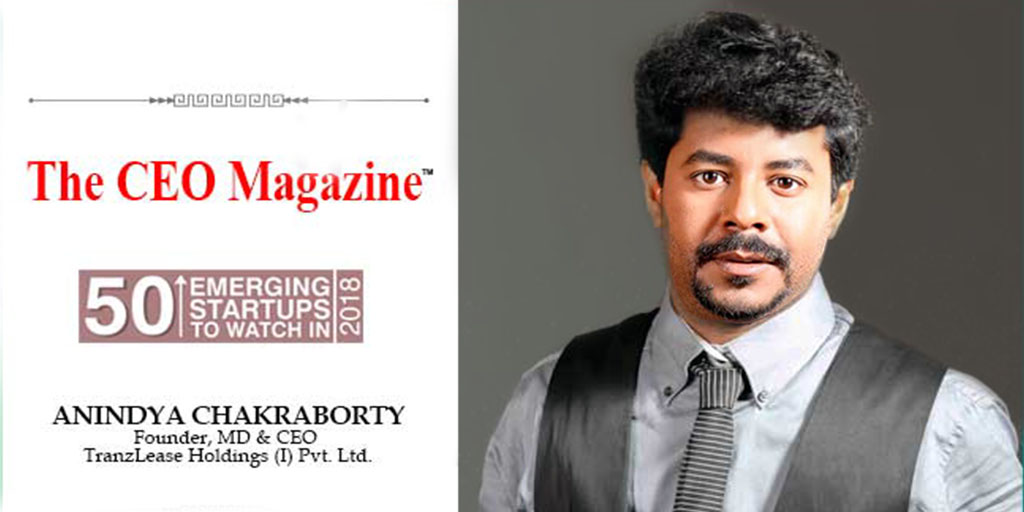 The CEO Magazine™
50 EMERGING
STARTUPS
TO WATCH IN
2018
ANINDYA CHAKRABORTY
Founder, MD & CEO
TranzLease Holdings (I) Pvt. Ltd.